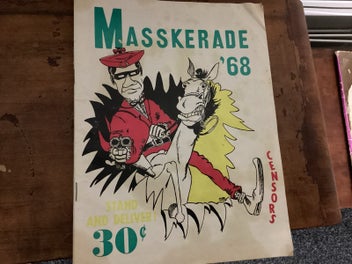 MASSKERADE
'68
CENSORS
STAND
AND DELIVER
30¢